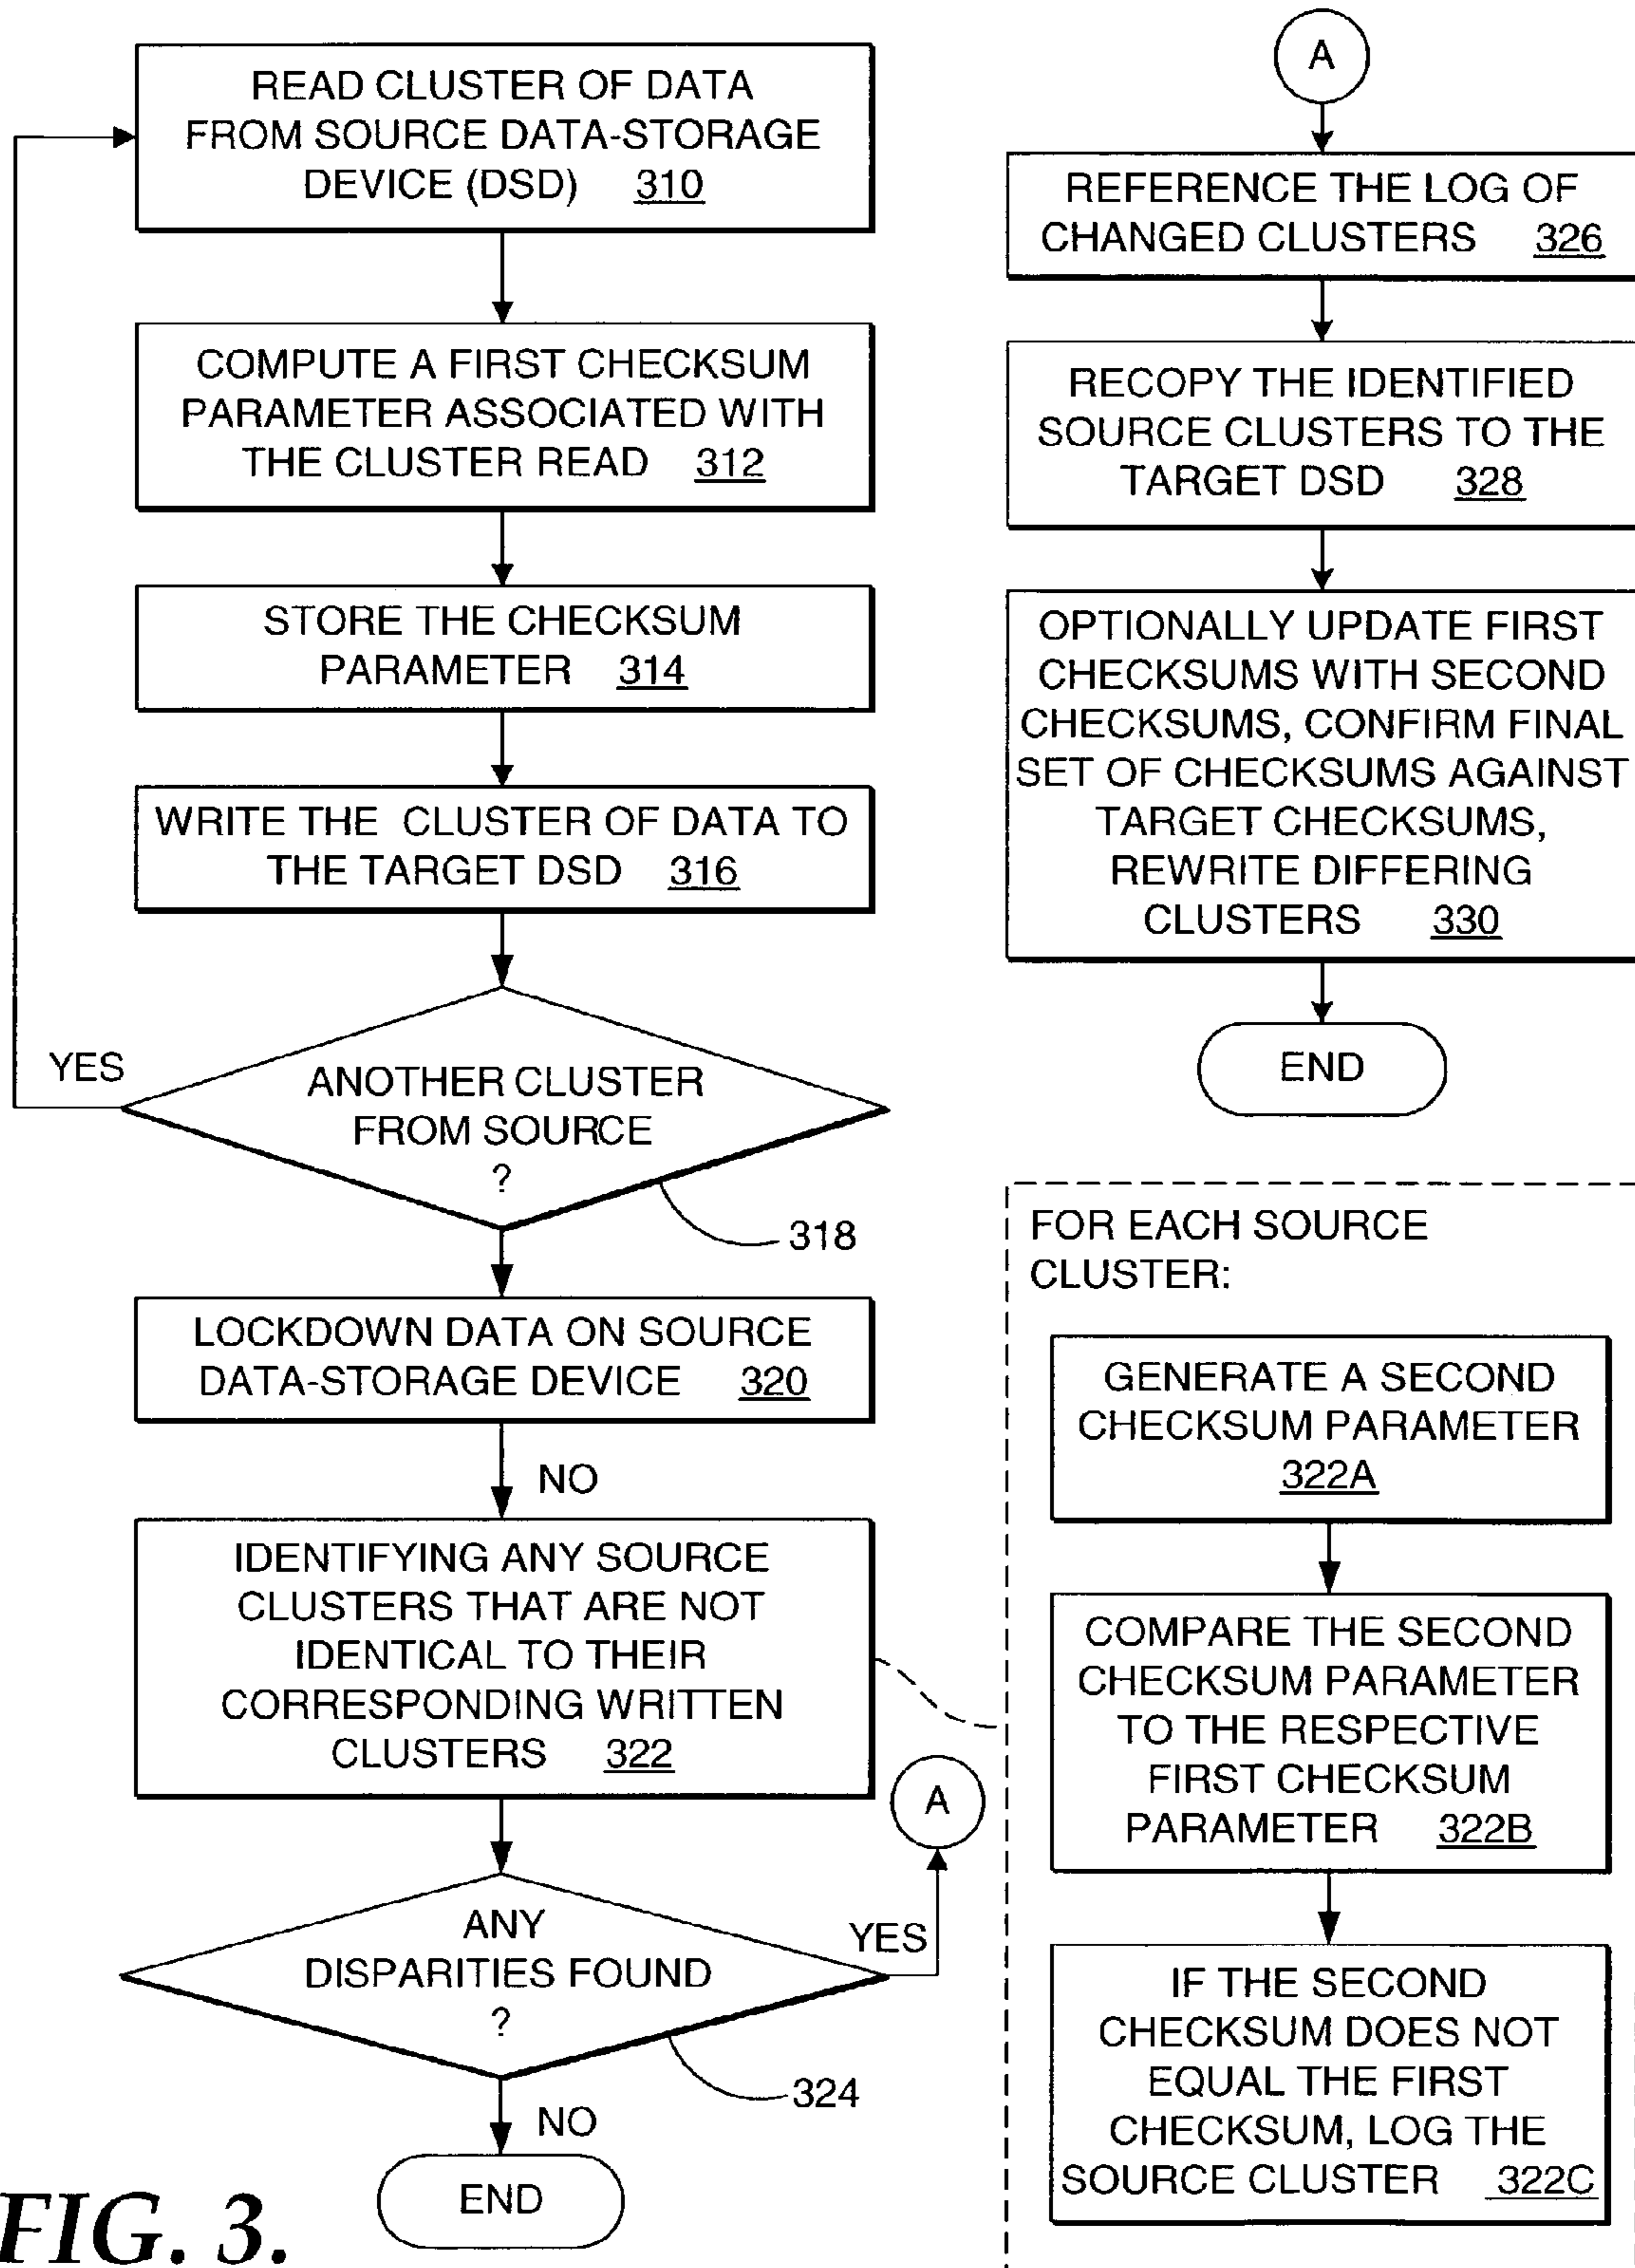 READ CLUSTER OF DATA
FROM SOURCE DATA-STORAGE
DEVICE (DSD) 310
COMPUTE A FIRST CHECKSUM
PARAMETER ASSOCIATED WITH
THE CLUSTER READ 312
STORE THE CHECKSUM
PARAMETER 314
WRITE THE CLUSTER OF DATA TO
THE TARGET DSD 316
YES
ANOTHER CLUSTER
FROM SOURCE
?
318
LOCKDOWN DATA ON SOURCE
DATA-STORAGE DEVICE 320
NO
IDENTIFYING ANY SOURCE
CLUSTERS THAT ARE NOT
IDENTICAL TO THEIR
CORRESPONDING WRITTEN
CLUSTERS 322
A
YES
ANY
DISPARITIES FOUND
?
324
NO
END
A
REFERENCE THE LOG OF
CHANGED CLUSTERS 326
RECOPY THE IDENTIFIED
SOURCE CLUSTERS TO THE
TARGET DSD 328
OPTIONALLY UPDATE FIRST
CHECKSUMS WITH SECOND
CHECKSUMS, CONFIRM FINAL
SET OF CHECKSUMS AGAINST
TARGET CHECKSUMS,
REWRITE DIFFERING
CLUSTERS 330
END
FOR EACH SOURCE
CLUSTER:
GENERATE A SECOND
CHECKSUM PARAMETER
322A
COMPARE THE SECOND
CHECKSUM PARAMETER
TO THE RESPECTIVE
FIRST CHECKSUM
PARAMETER 322B
IF THE SECOND
CHECKSUM DOES NOT
EQUAL THE FIRST
CHECKSUM, LOG THE
SOURCE CLUSTER 322C
FIG. 3.